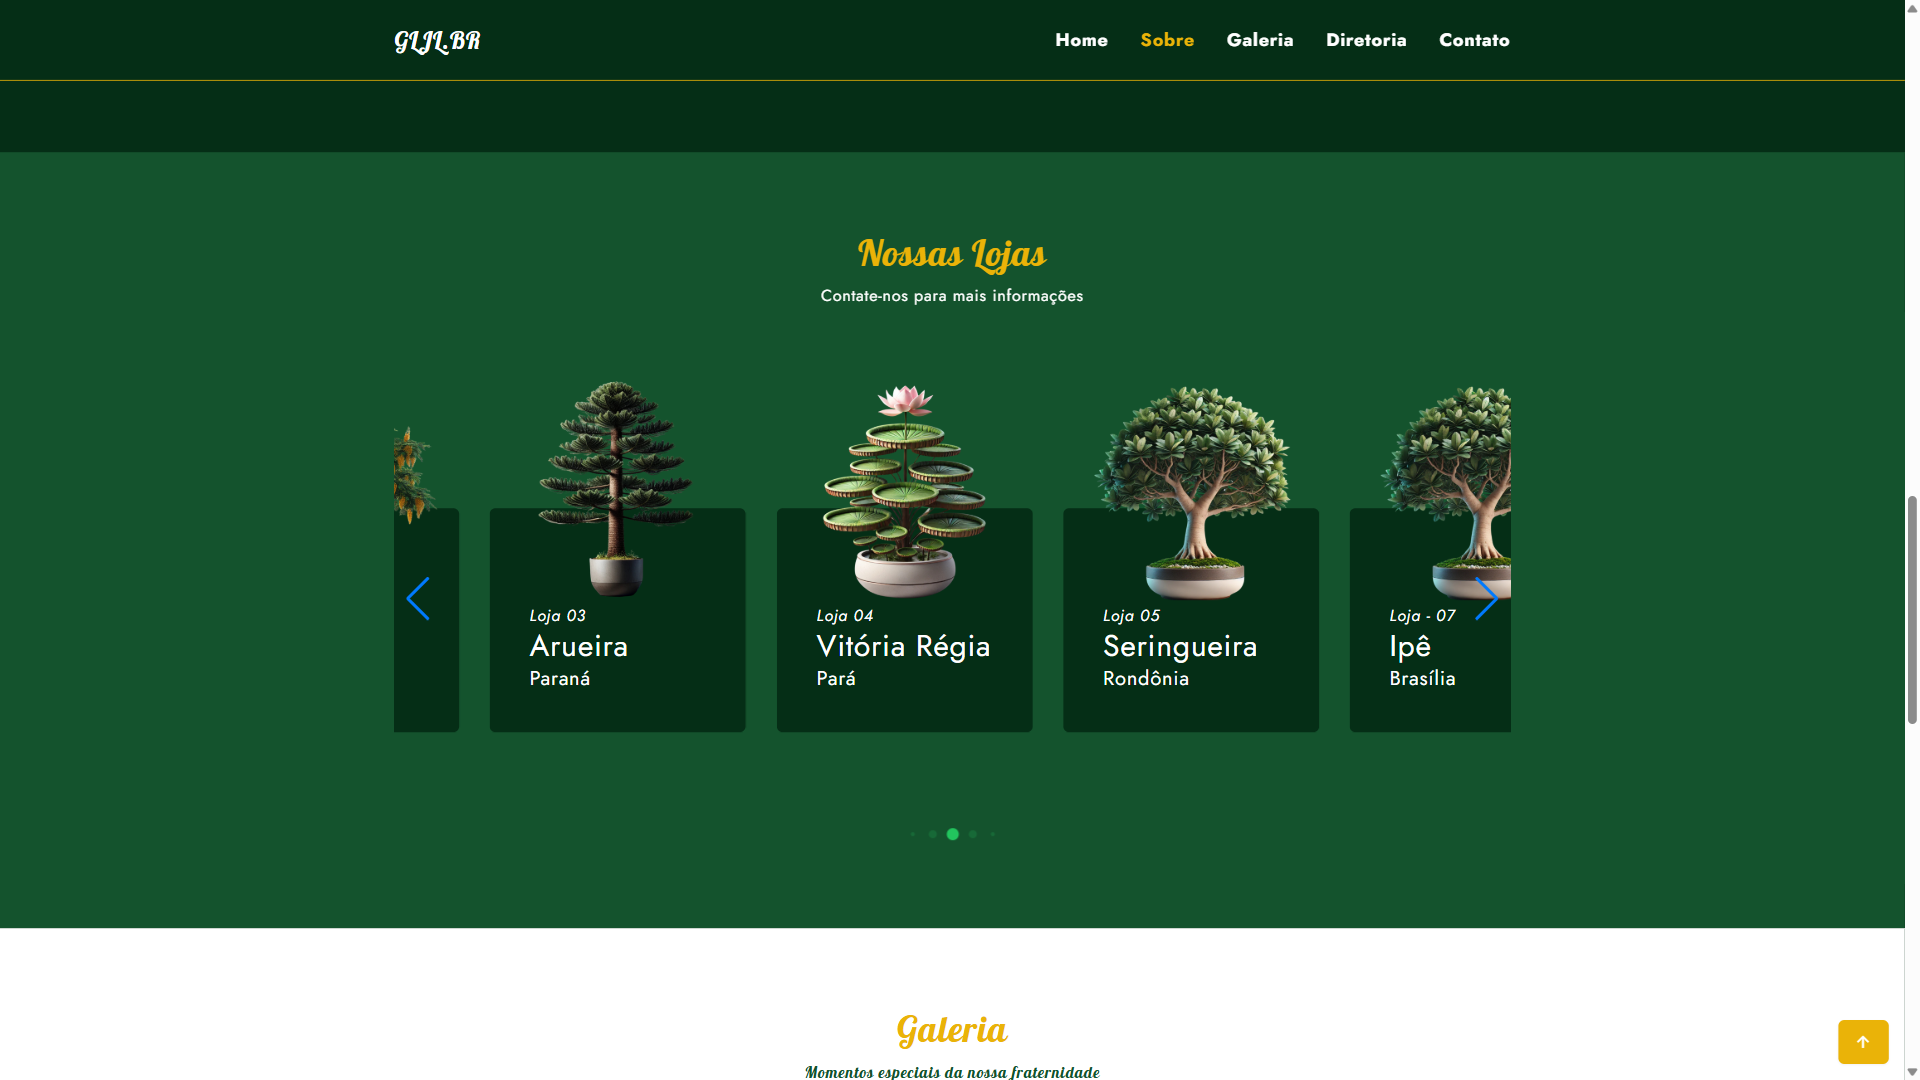 GLJL.BR
Home Sobre Galeria Diretoria Contato
Nossas Lojas
Contate-nos para mais informações
Loja 03
Arueira
Paraná
Loja 04
Vitória Régia
Pará
Loja 05
Seringueira
Rondônia
Loja - 07
Ipê
Brasília
Galeria
Momentos especiais da nossa fraternidade